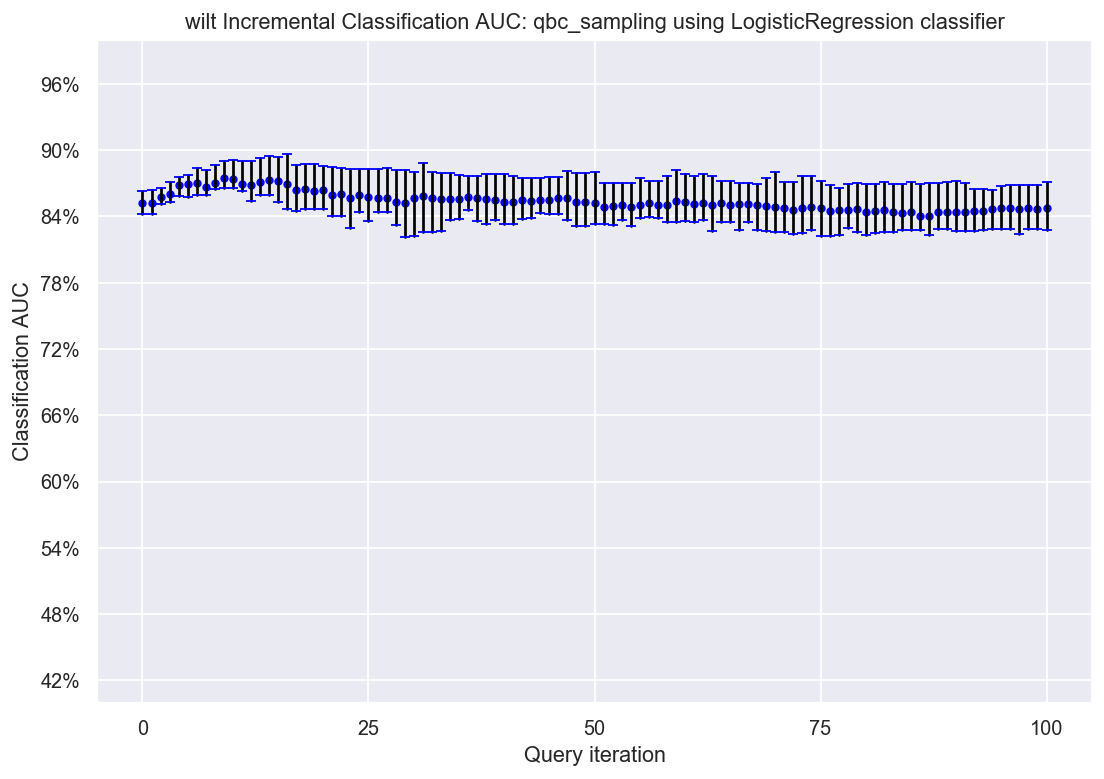 wilt Incremental Classification AUC: qbc_sampling using LogisticRegression classifier
96%
90%
84%
78%
72%
66%
60%
54%
48%
42%
Classification AUC
0 25 50 75 100
Query iteration